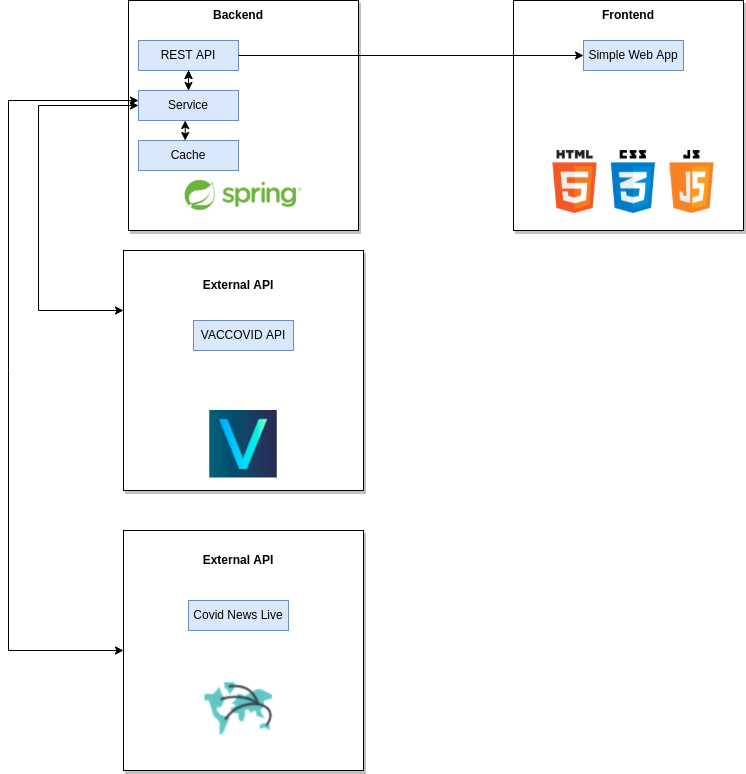 Backend
REST API
Service
Cache
spring
Frontend
Simple Web App
HTML
5
CSS
3
JS
JS
External API
VACCOVID API
V
External API
Covid News Live